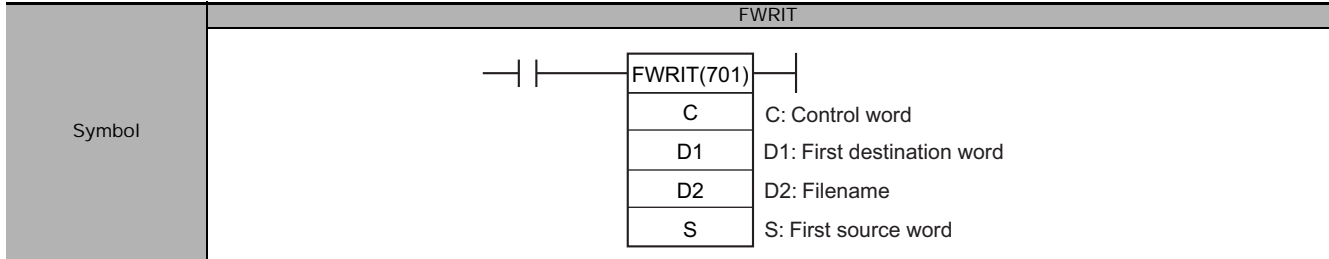 FWRIT
Symbol
FWRIT(701)
C
C: Control word
D1
D1: First destination word
D2
D2: Filename
S
S: First source word